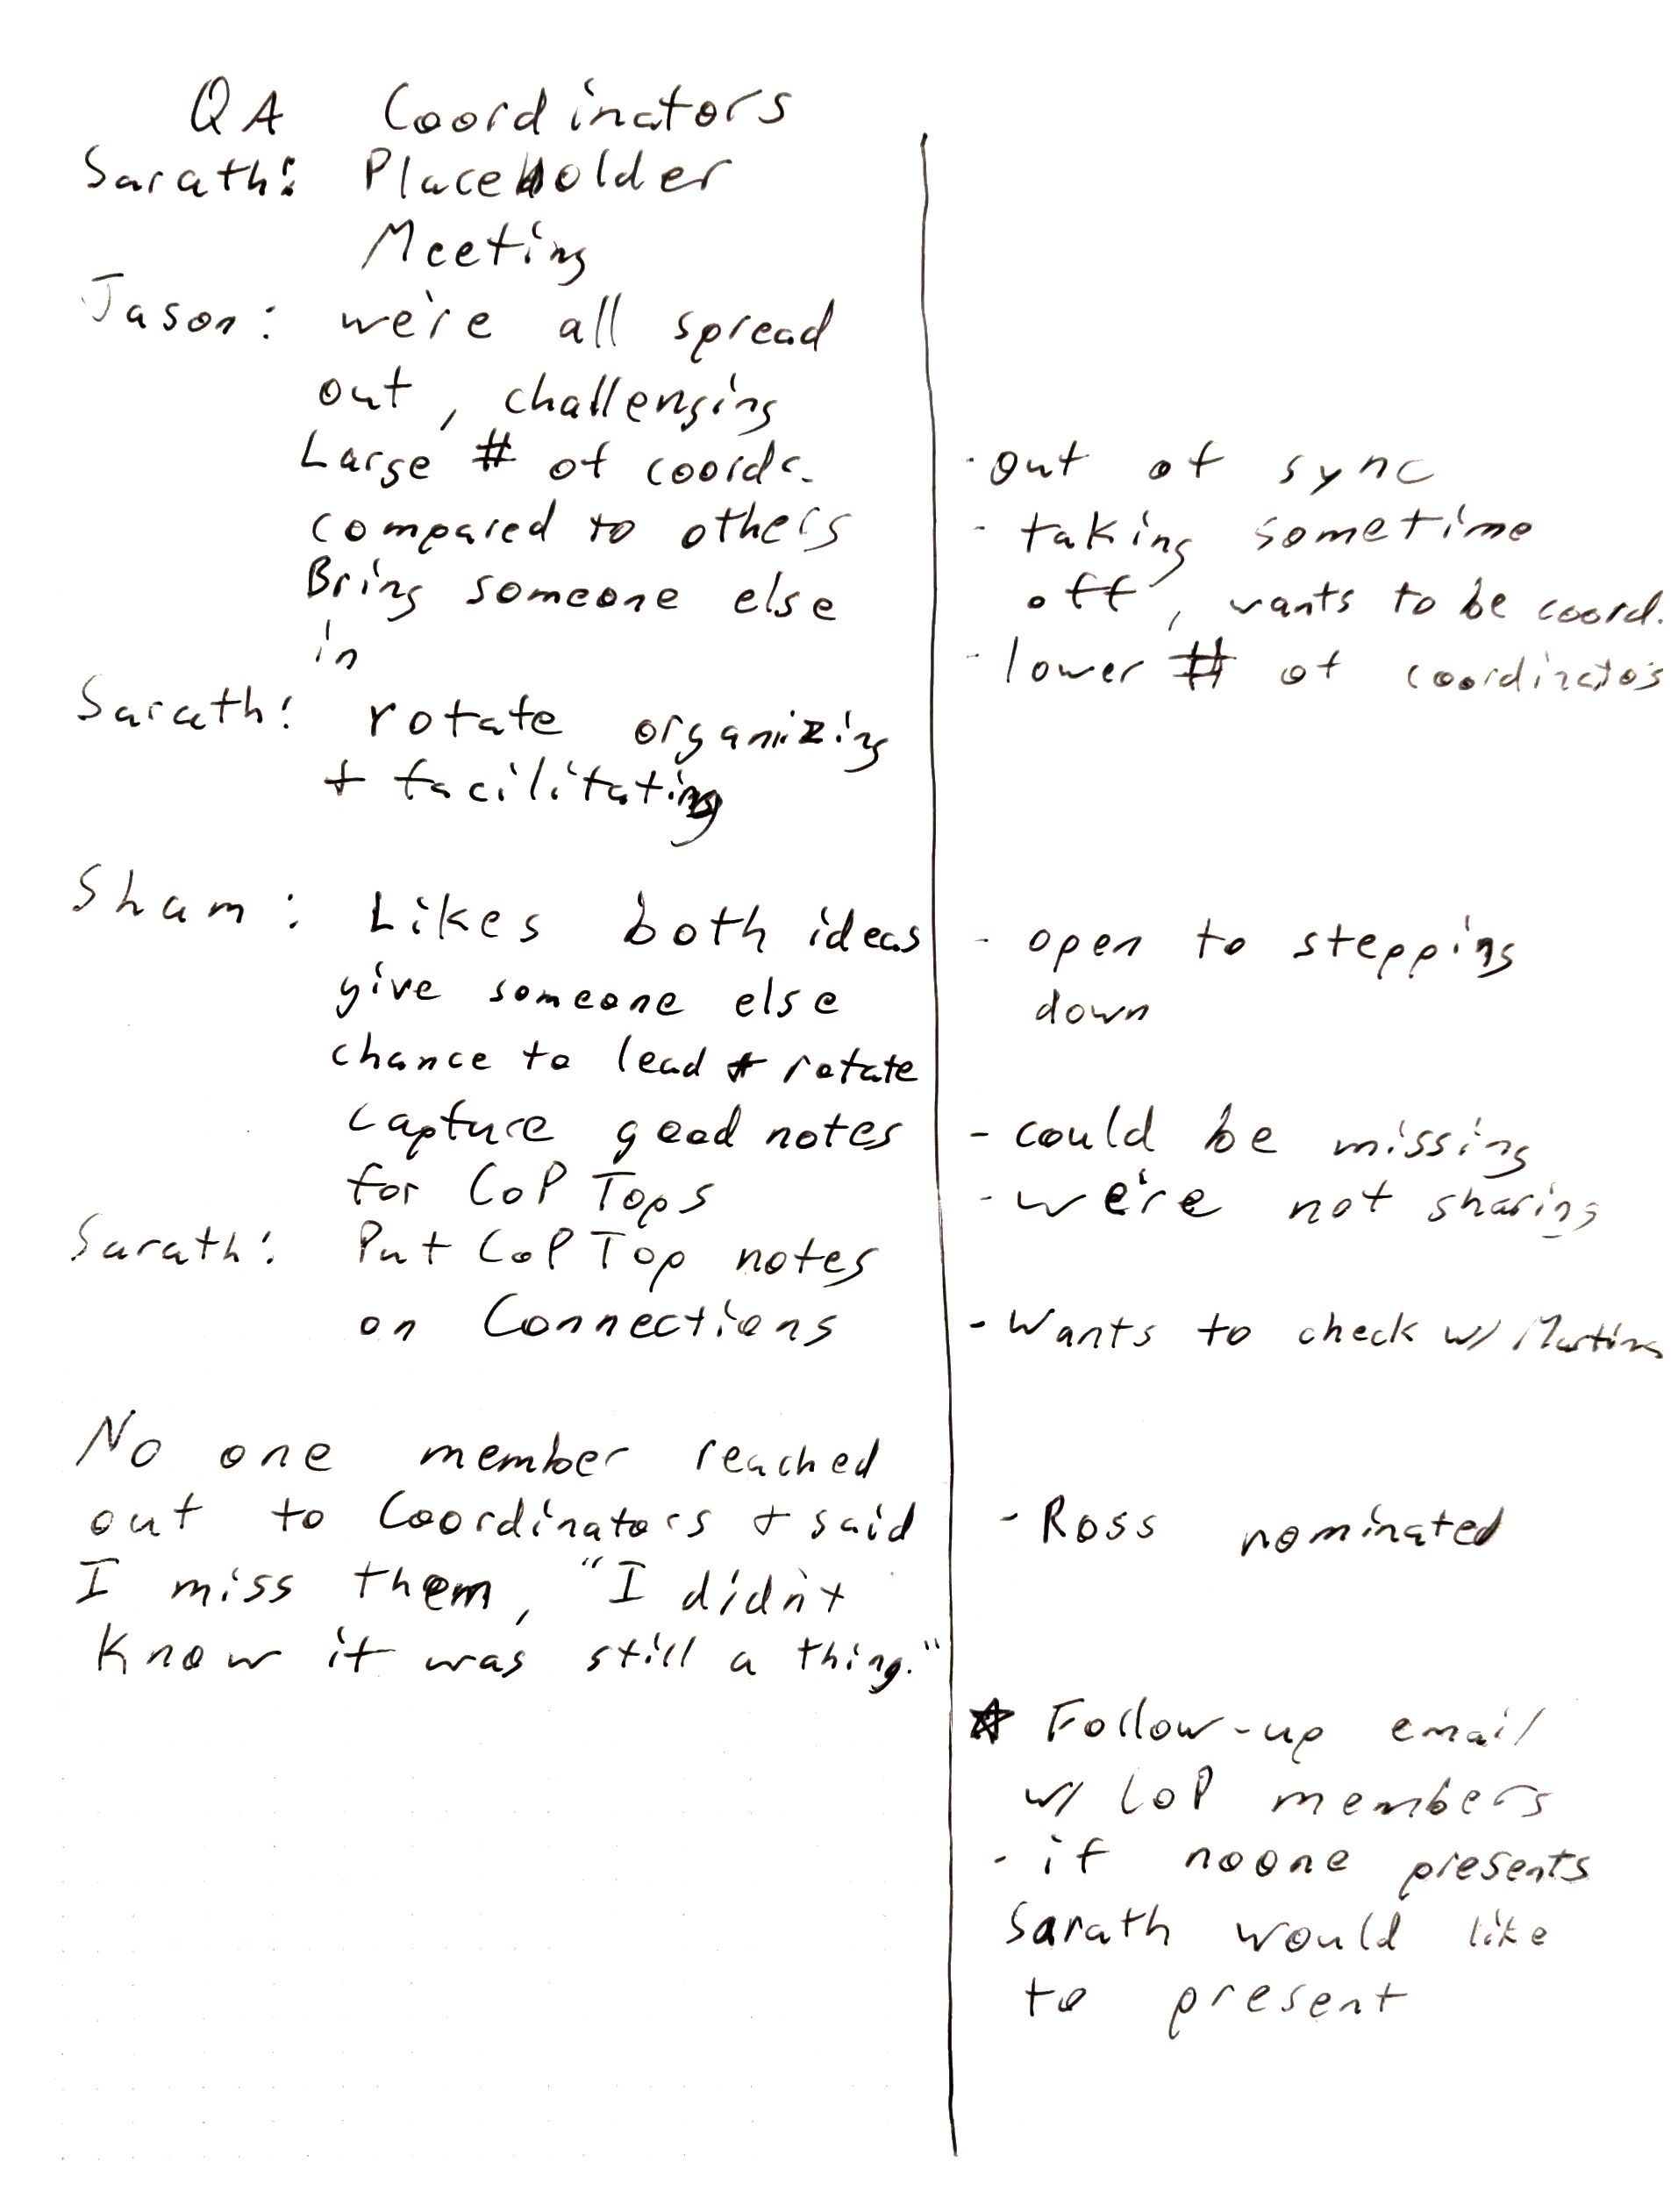 QA Coordinators
Sarath: Placeholder
Meeting
Jason: we're all spread
out, challenging
Large # of coords.
compared to others
Bring someone else
in
Sarath: rotate organizing
+ facilitating
Sham: Likes both ideas
give someone else
chance to lead + rotate
capture good notes
for CoP Tops
Sarath: Put CoP Top notes
on Connections
No one member reached
out to Coordinators + said
I miss them, "I didn't
know it was still a thing."
- out of sync
- taking sometime
off, wants to be coord.
- lower # of coordinators
- open to stepping
down
- could be missing
- we're not sharing
- Wants to check w/
- Ross nominated
☆ Follow-up email
w/ CoP members
- if noone presents
Sarath would like
to present